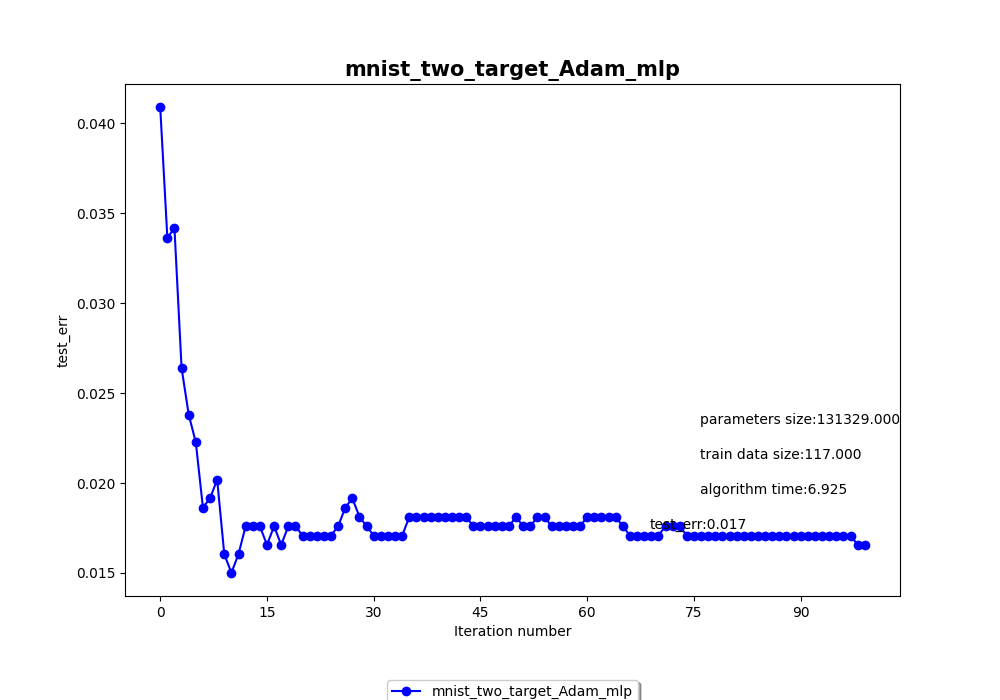 mnist_two_target_Adam_mlp
0.040
0.035
0.030
0.025
0.020
0.015
test_err
parameters size:131329.000
train data size:117.000
algorithm time:6.925
test_err:0.017
0 15 30 45 60 75 90
Iteration number
mnist_two_target_Adam_mlp